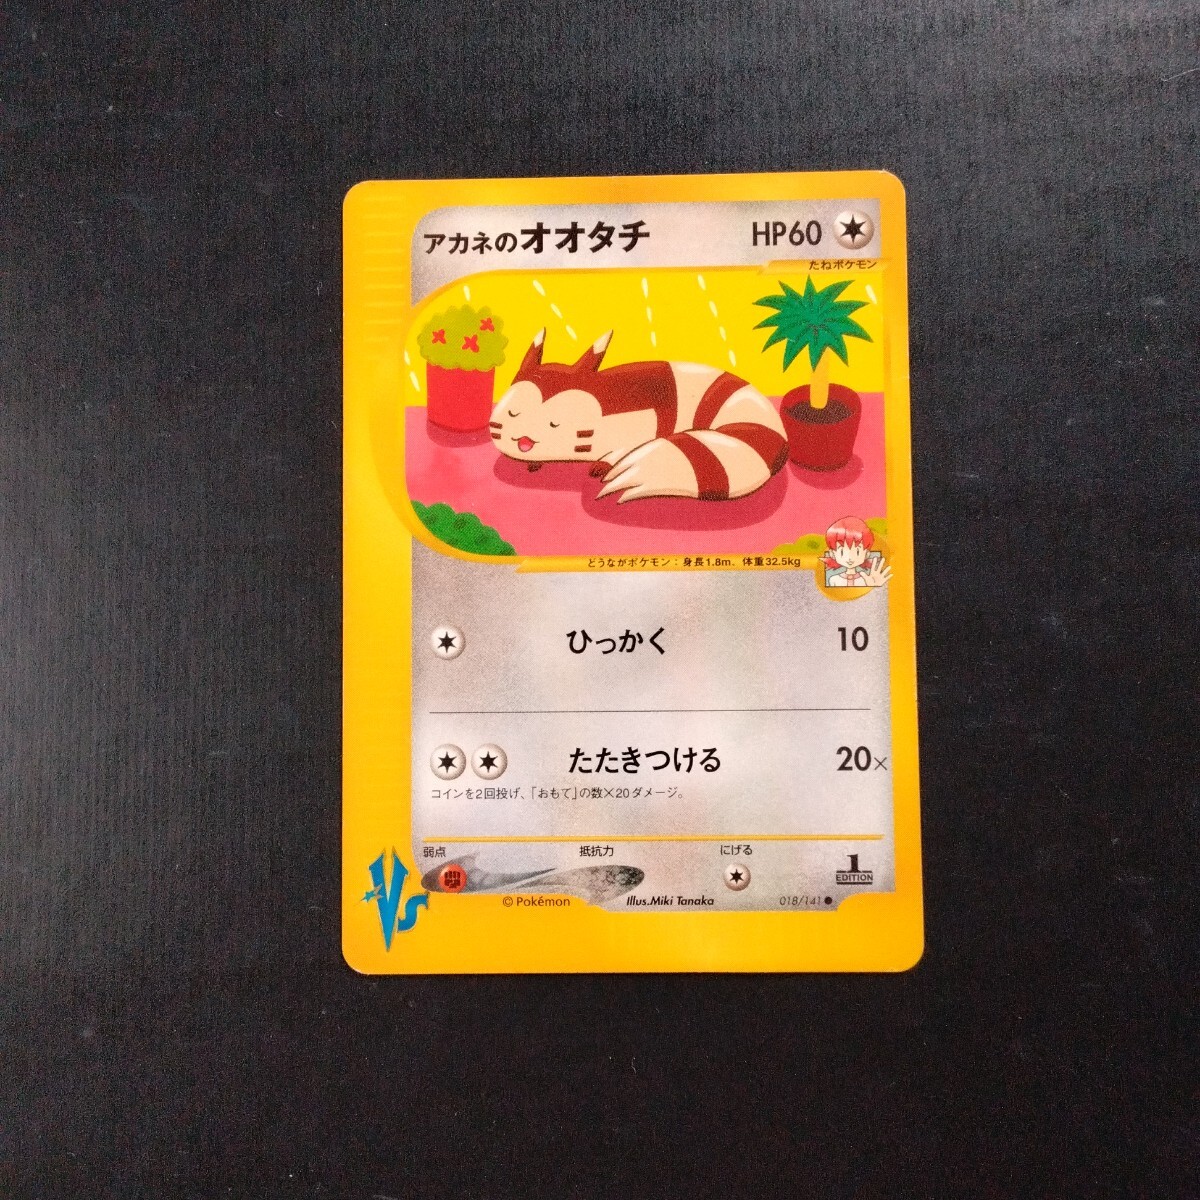 アカネのオオタチ HP60
たねポケモン
どうながポケモン：身長1.8m．体重32.5kg
ひっかく 10
たたきつける 20×
コインを2回投げ、「おもて」の数×20ダメージ。
弱点 抵抗力 にげる
1
EDITION
VS
© Pokémon Illus.Miki Tanaka 018/141●